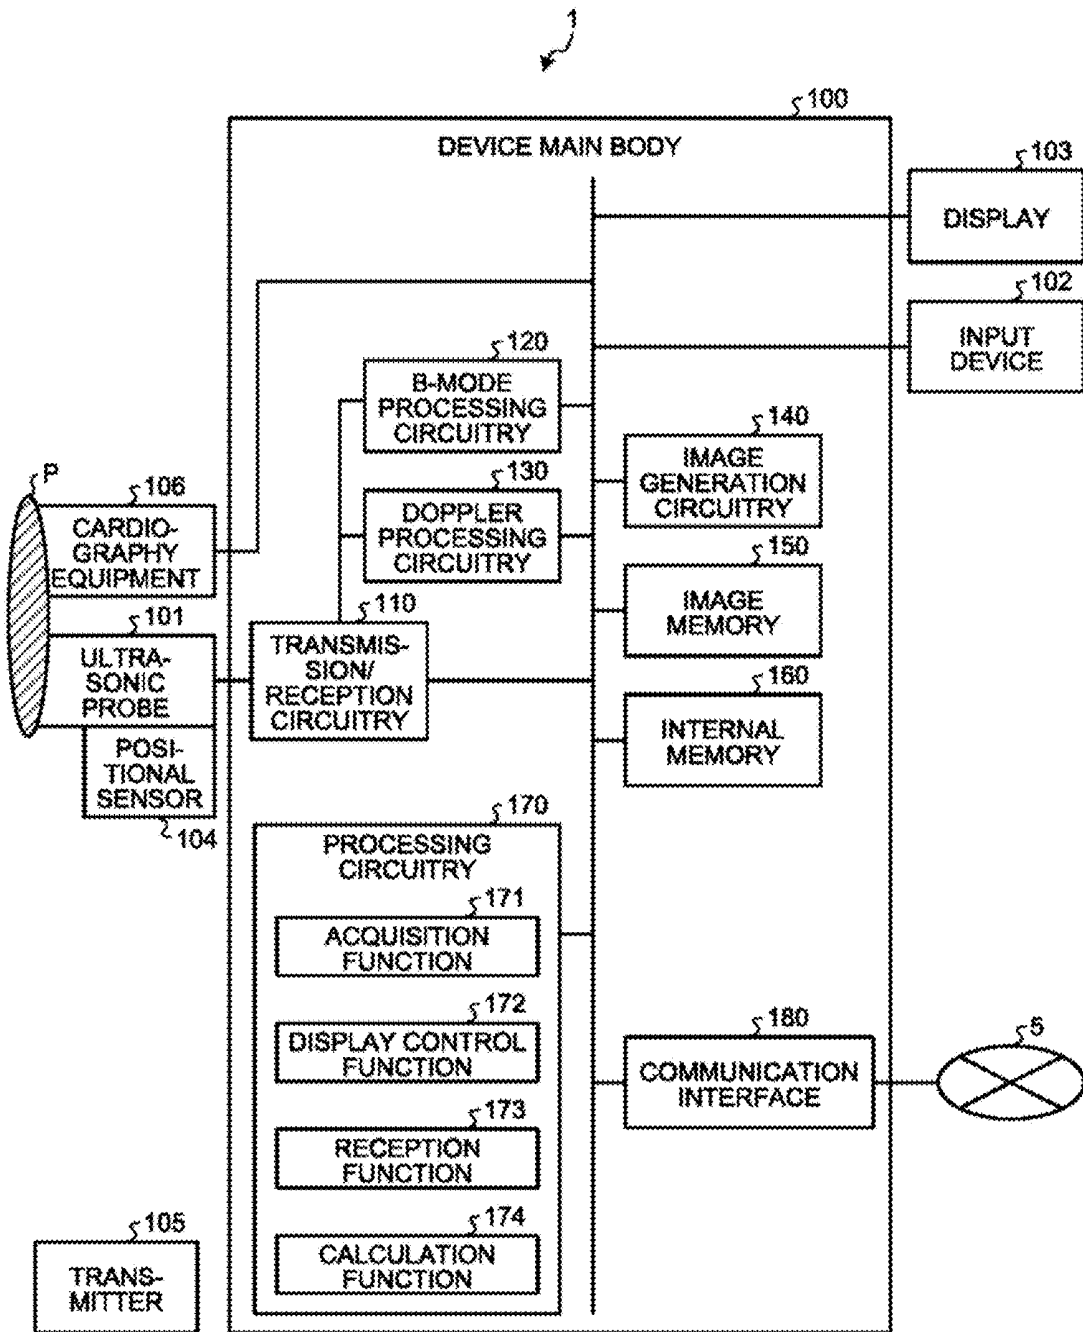 1
100
DEVICE MAIN BODY
103
DISPLAY
102
INPUT
DEVICE
120
B-MODE
PROCESSING
CIRCUITRY
130
DOPPLER
PROCESSING
CIRCUITRY
140
IMAGE
GENERATION
CIRCUITRY
P
106
CARDIO-
GRAPHY
EQUIPMENT
150
IMAGE
MEMORY
101
ULTRA-
SONIC
PROBE
110
TRANSMIS-
SION/
RECEPTION
CIRCUITRY
160
INTERNAL
MEMORY
POSI-
TIONAL
SENSOR
104
170
PROCESSING
CIRCUITRY
171
ACQUISITION
FUNCTION
172
DISPLAY CONTROL
FUNCTION
173
RECEPTION
FUNCTION
174
CALCULATION
FUNCTION
180
COMMUNICATION
INTERFACE
5
105
TRANS-
MITTER